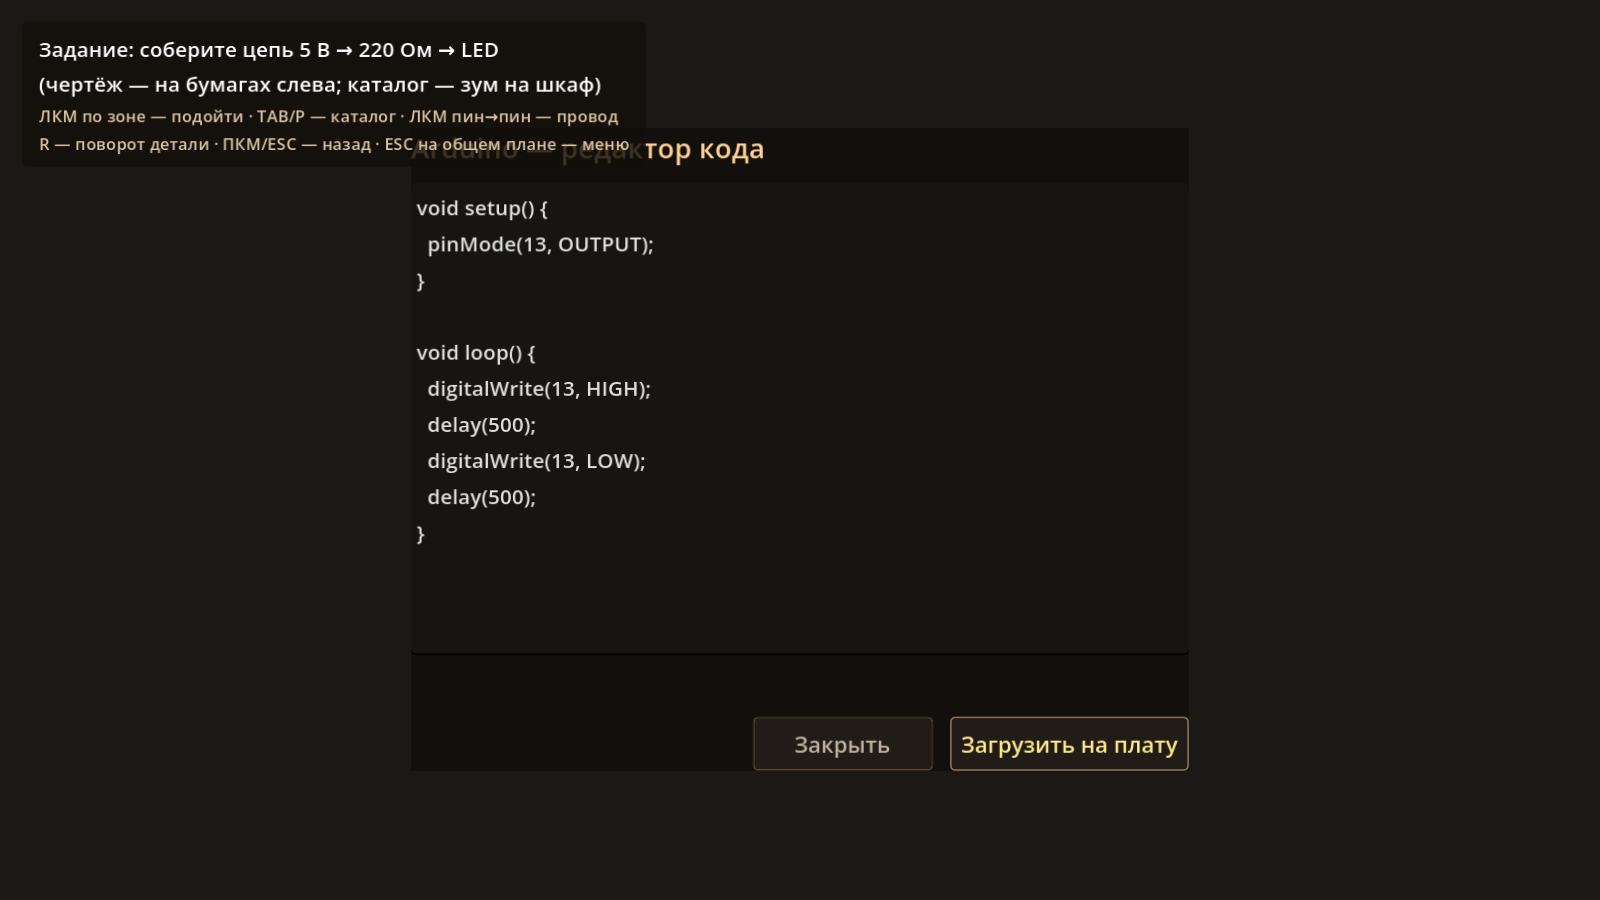 Задание: соберите цепь 5 В → 220 Ом → LED
(чертёж — на бумагах слева; каталог — зум на шкаф)
ЛКМ по зоне — подойти · TAB/P — каталог · ЛКМ пин→пин — провод
R — поворот детали · ПКМ/ESC — назад · ESC на общем плане — меню
Arduino — редактор кода
void setup() {
  pinMode(13, OUTPUT);
}

void loop() {
  digitalWrite(13, HIGH);
  delay(500);
  digitalWrite(13, LOW);
  delay(500);
}
Закрыть
Загрузить на плату